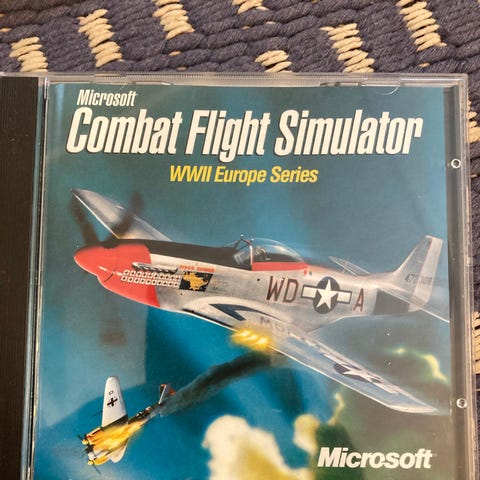 Microsoft
Combat Flight Simulator
WWII Europe Series
WD
A
Microsoft